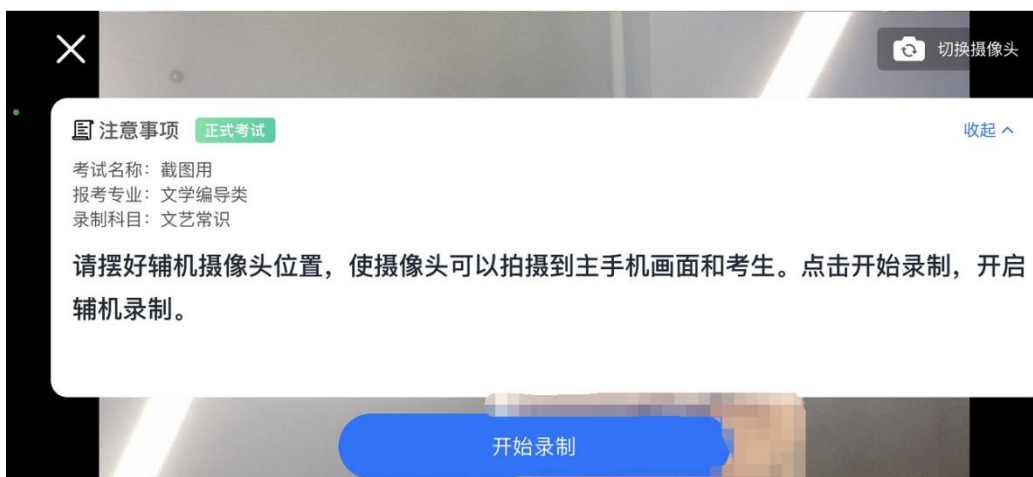 切换摄像头
注意事项 正式考试 收起
考试名称：截图用
报考专业：文学编导类
录制科目：文艺常识
请摆好辅机摄像头位置，使摄像头可以拍摄到主手机画面和考生。点击开始录制，开启
辅机录制。
开始录制